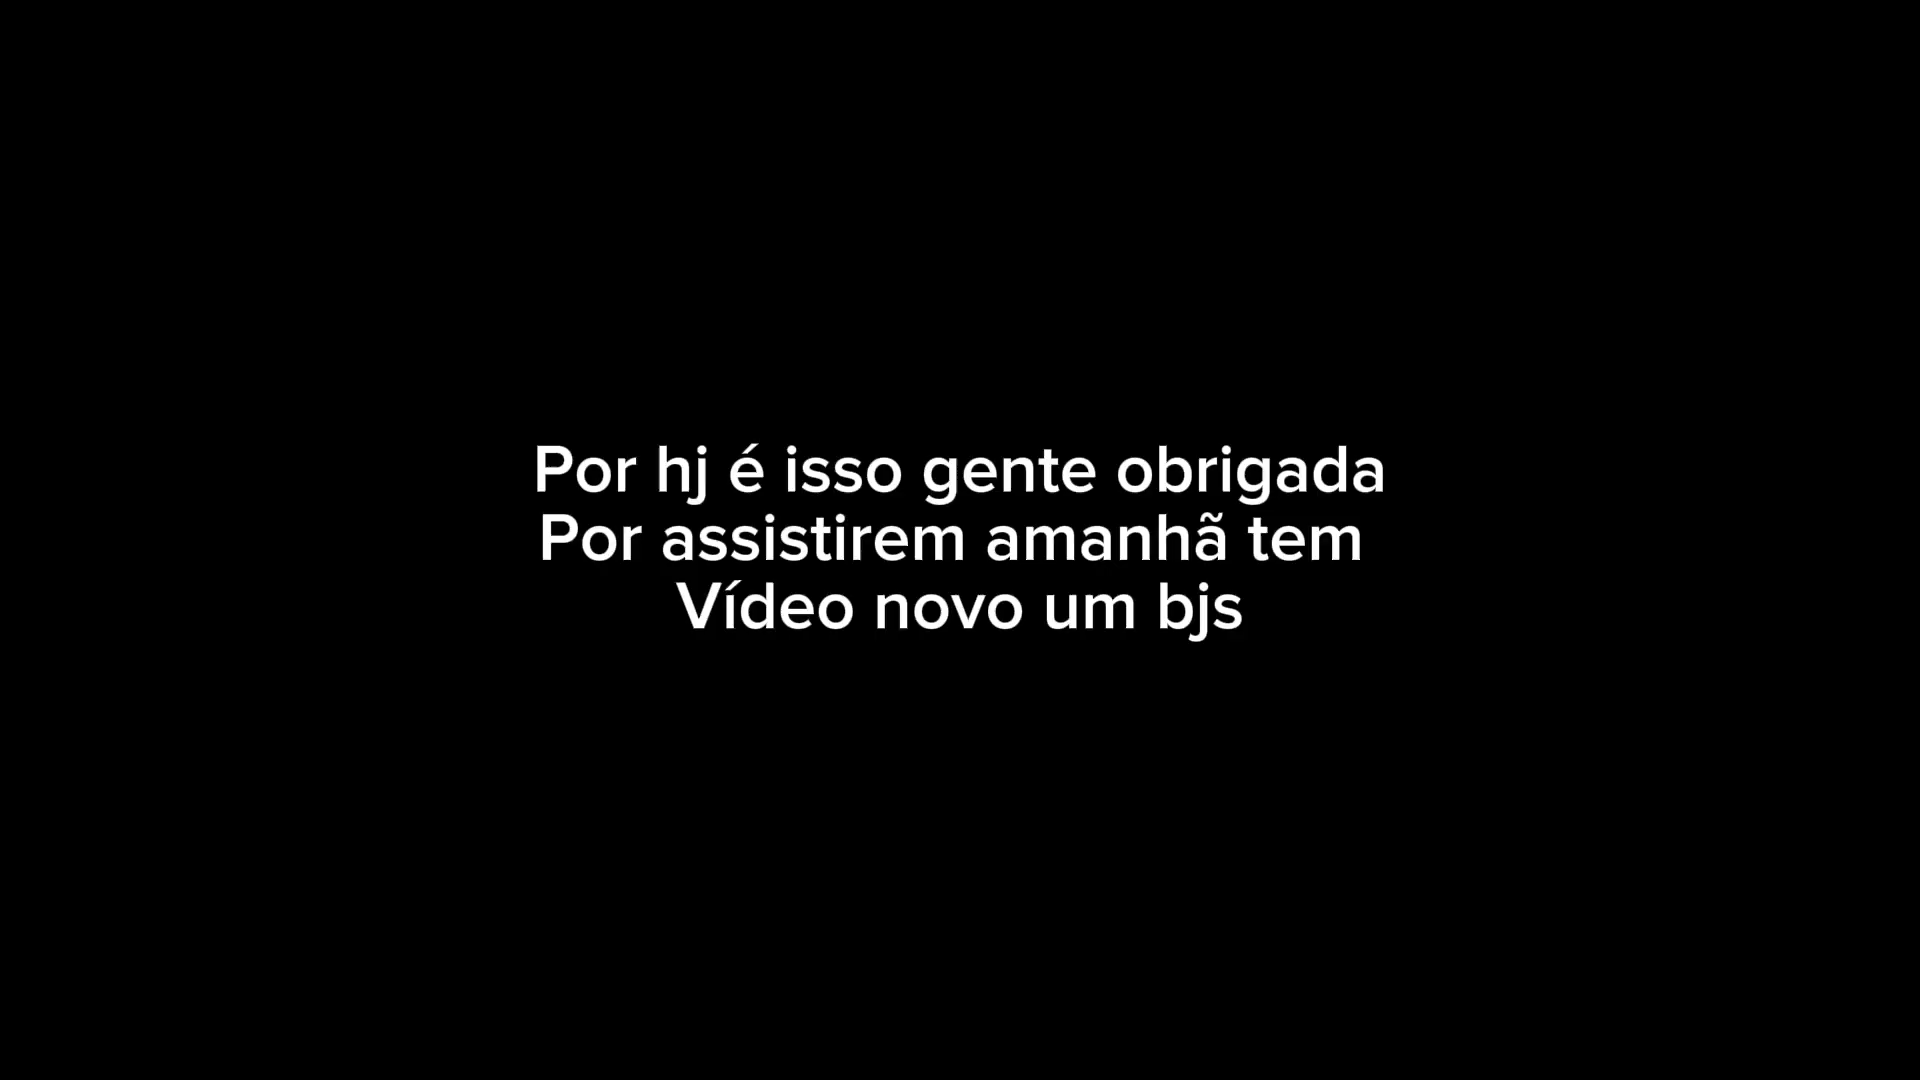 Por hj é isso gente obrigada
Por assistirem amanhã tem
Vídeo novo um bjs